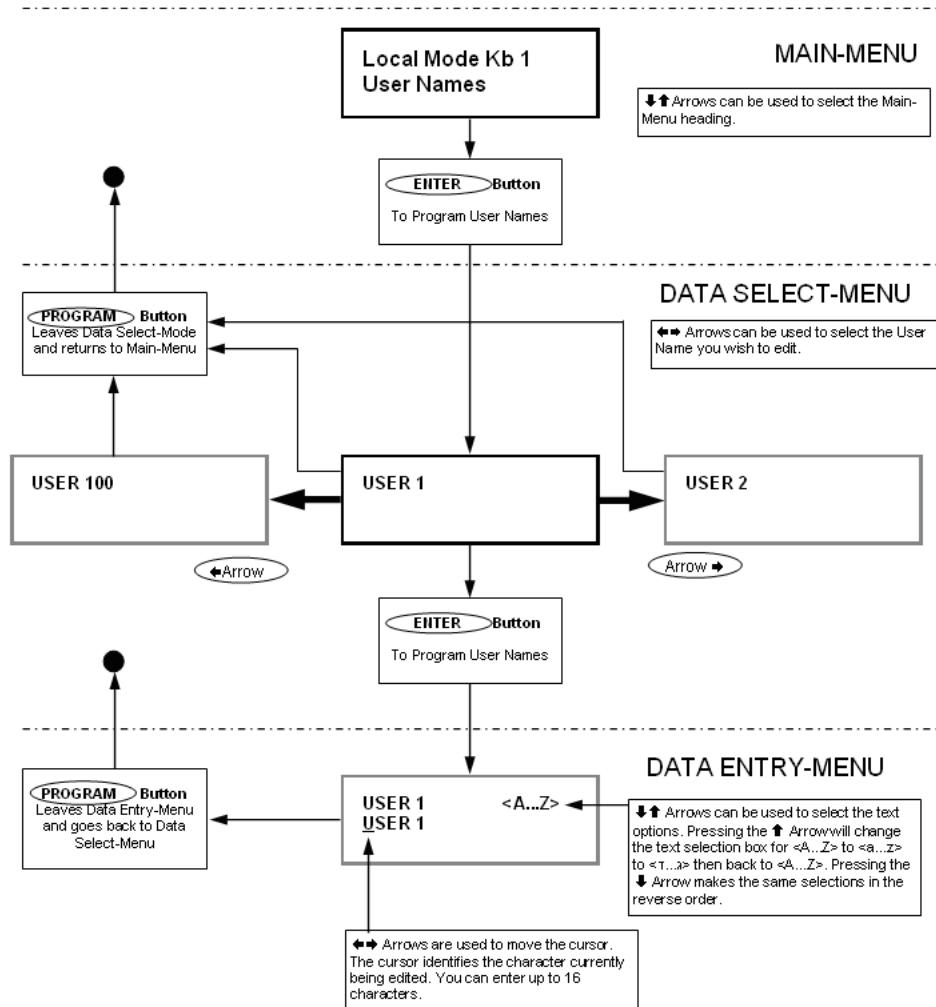 Local Mode Kb 1
User Names
MAIN-MENU
⬇⬆ Arrows can be used to select the Main-
Menu heading.
ENTER Button
To Program User Names
DATA SELECT-MENU
⬅➡ Arrows can be used to select the User
Name you wish to edit.
PROGRAM Button
Leaves Data Select-Mode
and returns to Main-Menu
USER 100
USER 1
USER 2
⬅Arrow
Arrow ➡
ENTER Button
To Program User Names
DATA ENTRY-MENU
PROGRAM Button
Leaves Data Entry-Menu
and goes back to Data
Select-Menu
USER 1 <A...Z>
USER 1
⬇⬆ Arrows can be used to select the text
options. Pressing the ⬆ Arrow will change
the text selection box for <A...Z> to <a...z>
to < then back to <A...Z>. Pressing the
⬇ Arrow makes the same selections in the
reverse order.
⬅➡ Arrows are used to move the cursor.
The cursor identifies the character currently
being edited. You can enter up to 16
characters.